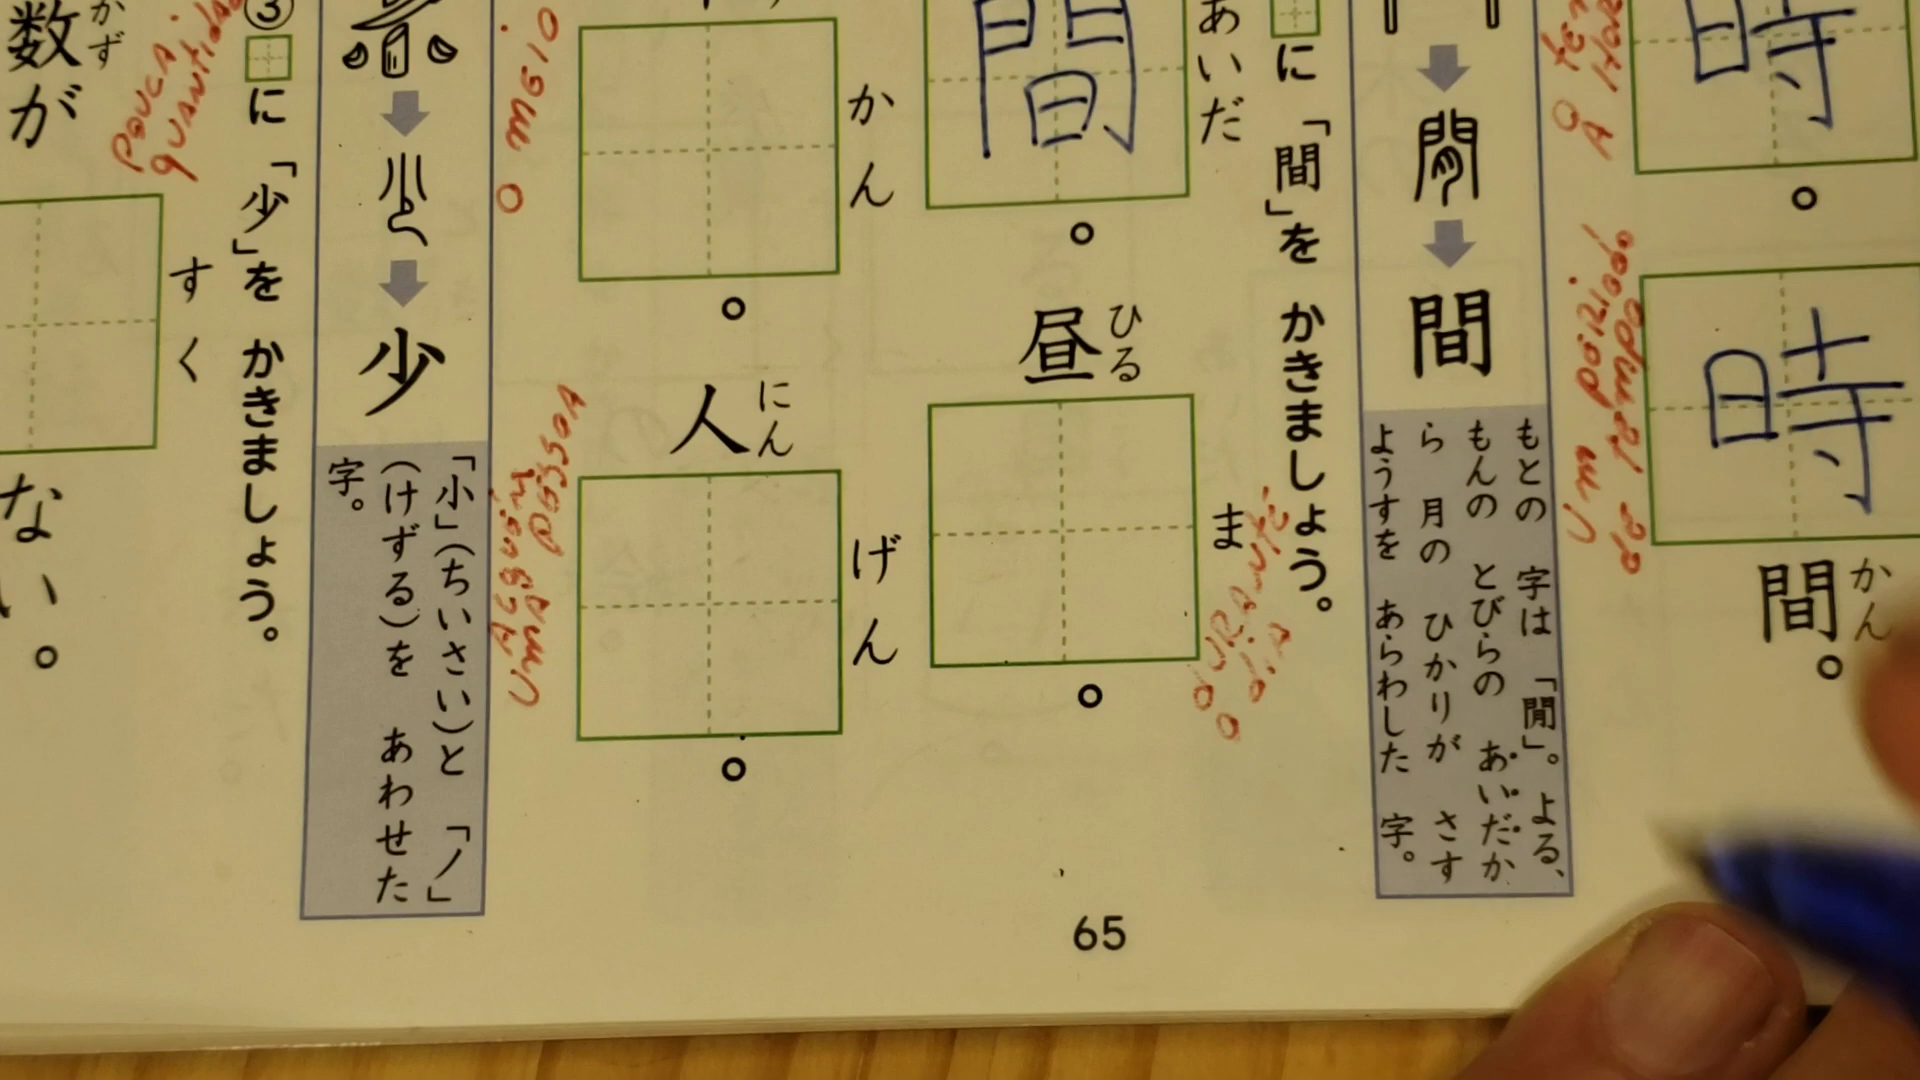 時
時
間。
かん
もとの 字は 「閒」。よる、
もんの とびらの あいだか
ら 月の ひかりが さす
ようすを あらわした 字。
間
に 「間」を かきましょう。
あいだ
間。
昼
ひる
ま
。
かん
。
人
にん
げん
。
少
「小」(ちいさい)と 「ノ」
(けずる)を あわせた
字。
③
に 「少」を かきましょう。
数が
かず
すく
ない。
UM PERÍODO
DE TEMPO
DURANTE
O DIA
O MEIO
UMA PESSOA
POUCA
QUANTIDADE
65